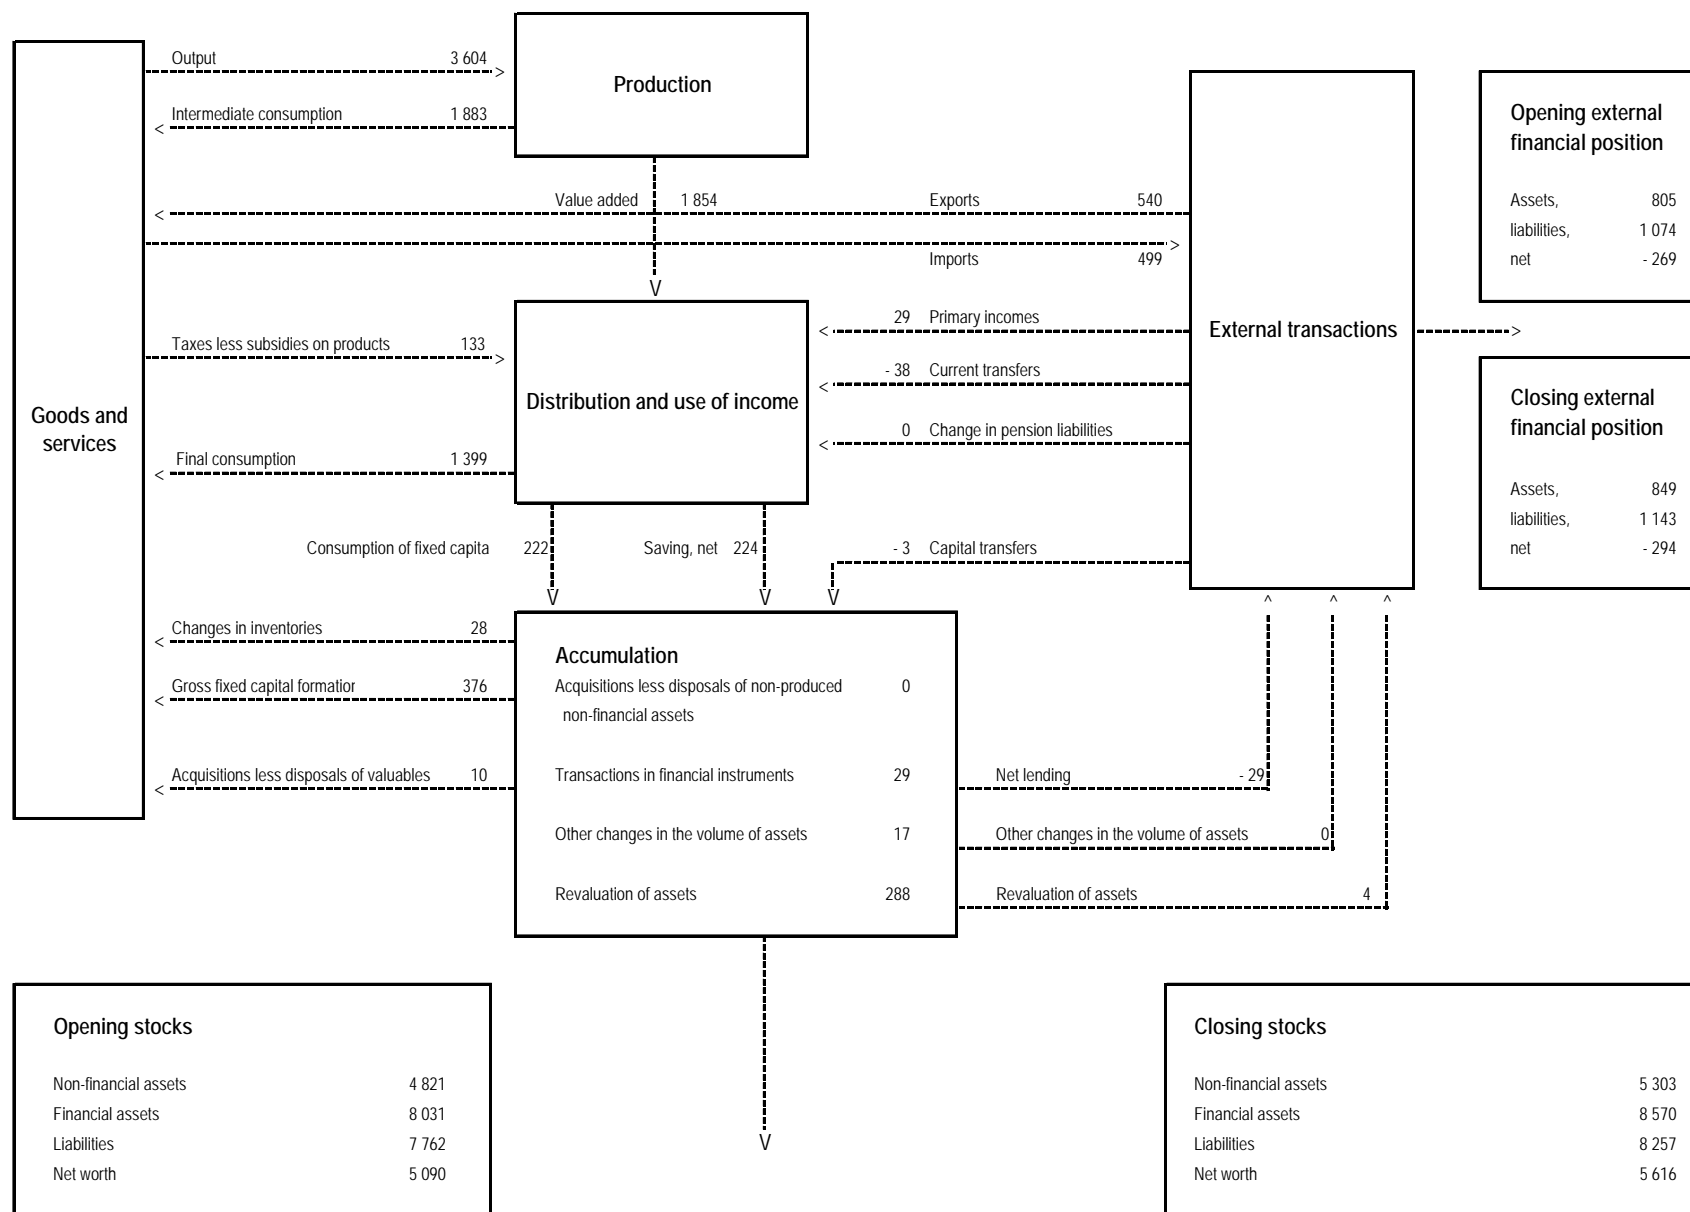 Output 3 604
Production
Intermediate consumption 1 883
Value added 1 854
Exports 540
Imports 499
Opening external
financial position
Assets, 805
liabilities, 1 074
net - 269
Goods and
services
Taxes less subsidies on products 133
Distribution and use of income
Final consumption 1 399
29 Primary incomes
- 38 Current transfers
0 Change in pension liabilities
External transactions
Closing external
financial position
Assets, 849
liabilities, 1 143
net - 294
Consumption of fixed capita 222
Saving, net 224
- 3 Capital transfers
Changes in inventories 28
Gross fixed capital formation 376
Acquisitions less disposals of valuables 10
Accumulation
Acquisitions less disposals of non-produced 0
non-financial assets
Transactions in financial instruments 29
Other changes in the volume of assets 17
Revaluation of assets 288
Net lending - 29
Other changes in the volume of assets 0
Revaluation of assets 4
Opening stocks
Non-financial assets 4 821
Financial assets 8 031
Liabilities 7 762
Net worth 5 090
Closing stocks
Non-financial assets 5 303
Financial assets 8 570
Liabilities 8 257
Net worth 5 616